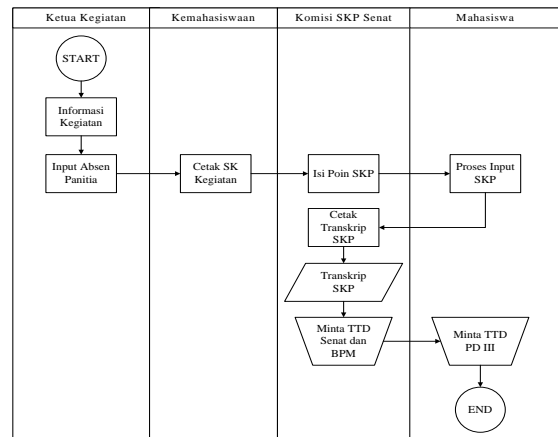 Ketua Kegiatan
Kemahasiswaan
Komisi SKP Senat
Mahasiswa
START
Informasi
Kegiatan
Input Absen
Panitia
Cetak SK
Kegiatan
Isi Poin SKP
Proses Input
SKP
Cetak
Transkrip
SKP
Transkrip
SKP
Minta TTD
Senat dan
BPM
Minta TTD
PD III
END